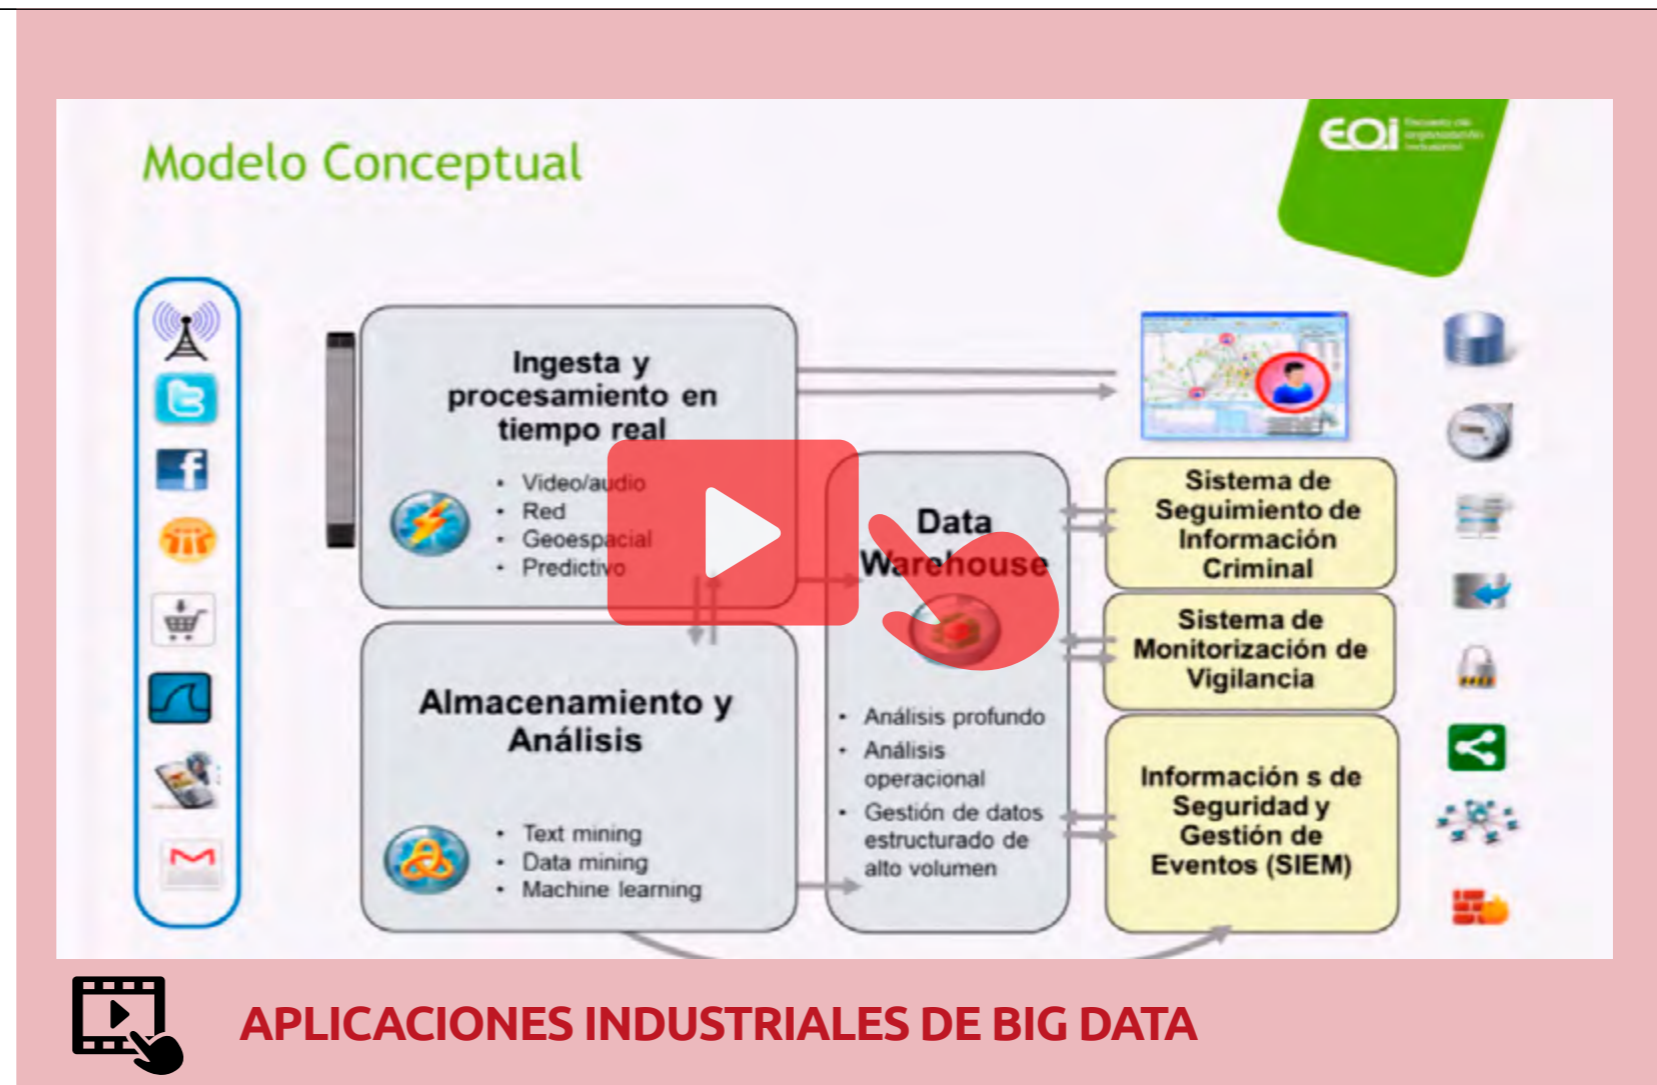 Modelo Conceptual
EOi
Ingesta y
procesamiento en
tiempo real
• Video/audio
• Red
• Geoespacial
• Predictivo
Almacenamiento y
Análisis
• Text mining
• Data mining
• Machine learning
Data
Warehouse
• Análisis profundo
• Análisis
operacional
• Gestión de datos
estructurado de
alto volumen
Sistema de
Seguimiento de
Información
Criminal
Sistema de
Monitorización de
Vigilancia
Información s de
Seguridad y
Gestión de
Eventos (SIEM)
APLICACIONES INDUSTRIALES DE BIG DATA